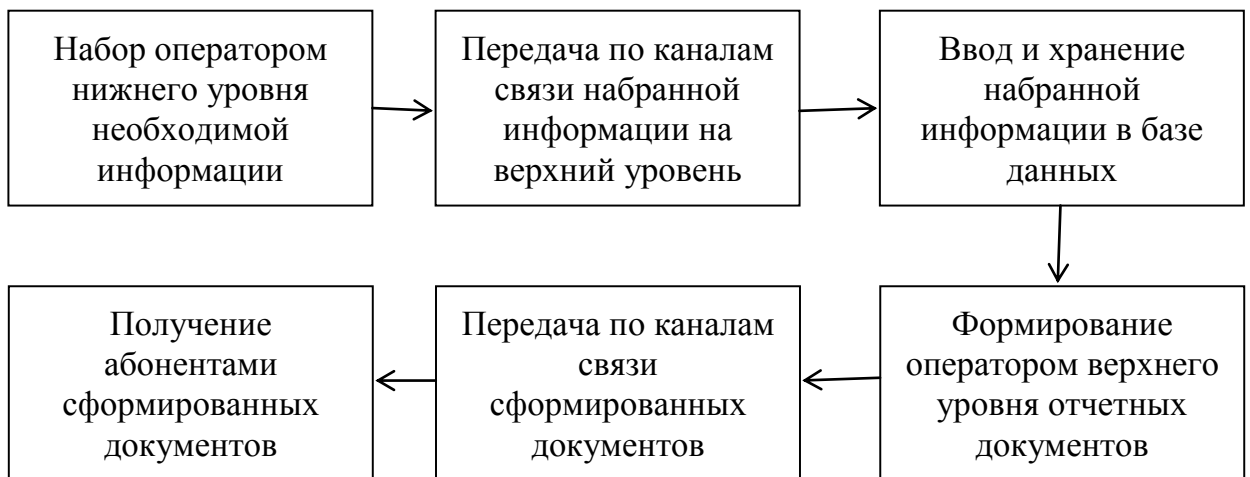 Набор оператором
нижнего уровня
необходимой
информации
Передача по каналам
связи набранной
информации на
верхний уровень
Ввод и хранение
набранной
информации в базе
данных
Формирование
оператором верхнего
уровня отчетных
документов
Передача по каналам
связи
сформированных
документов
Получение
абонентами
сформированных
документов